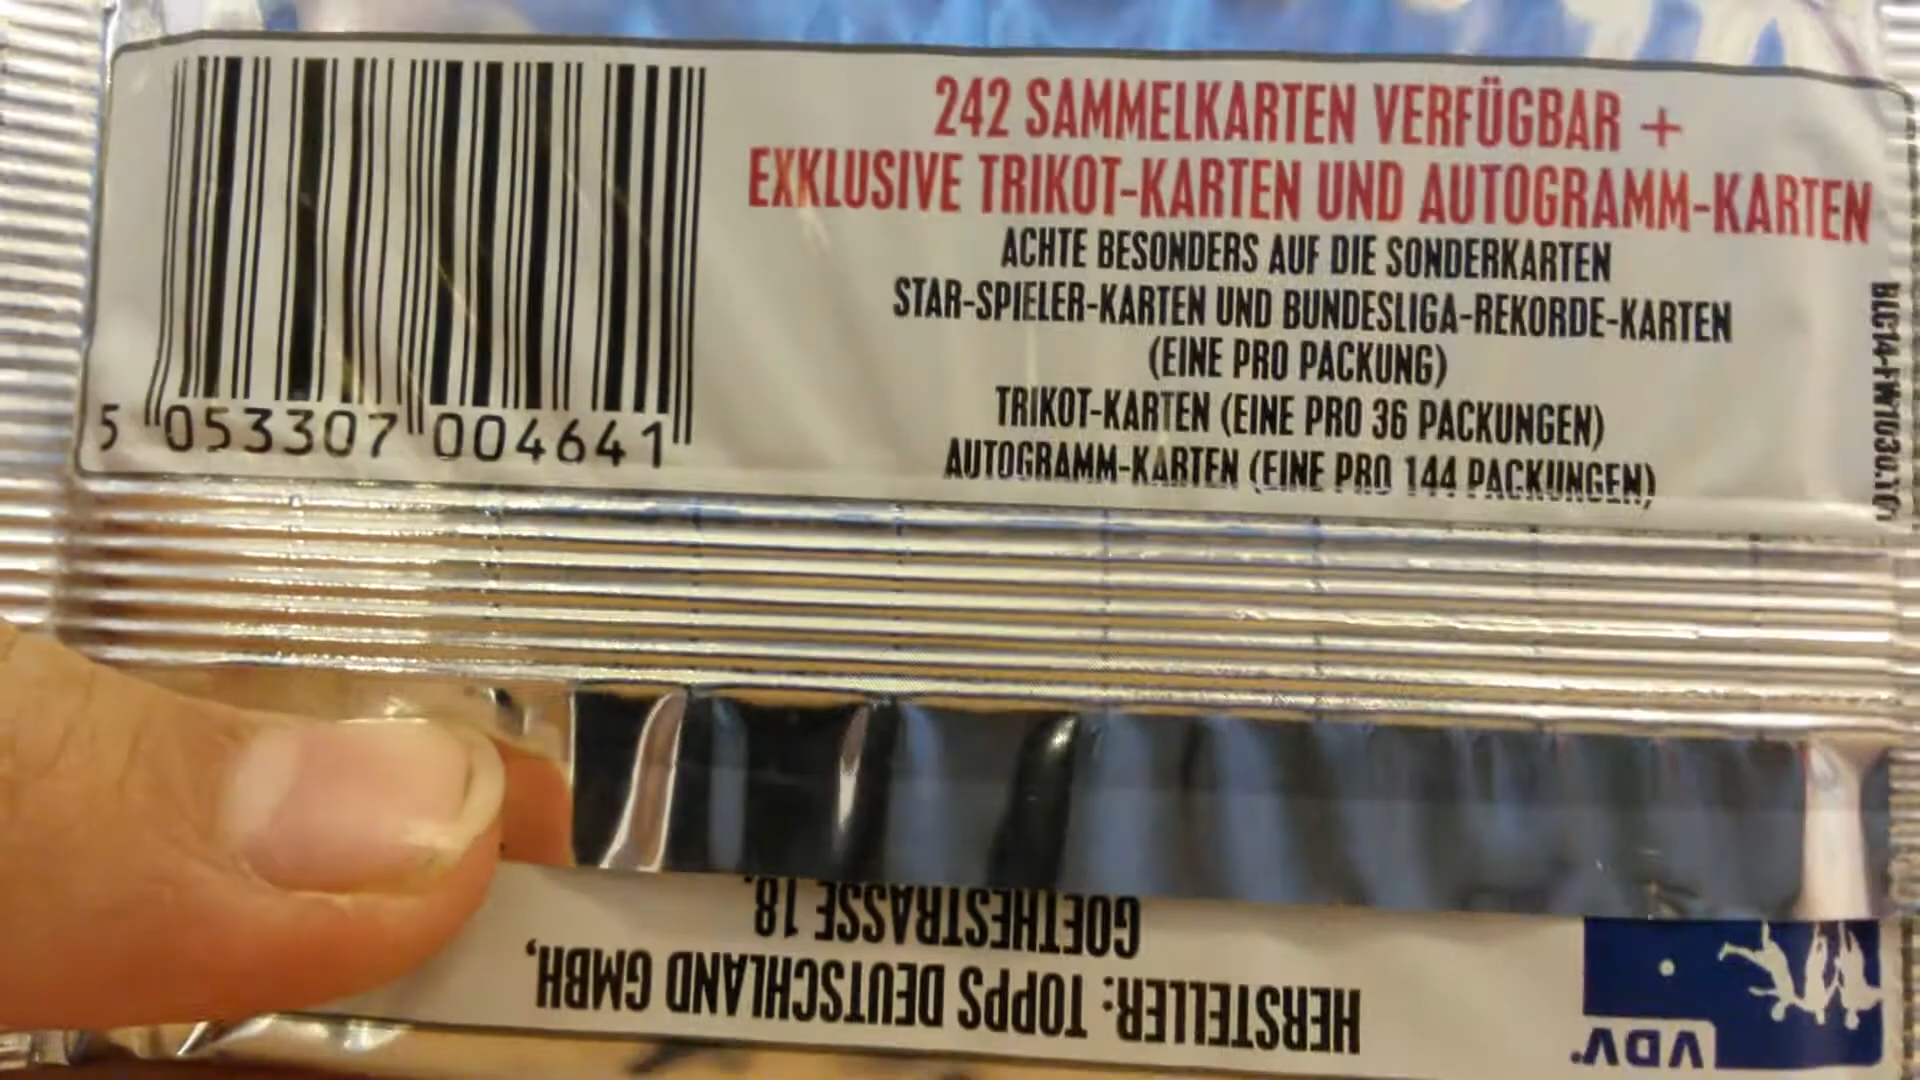 242 SAMMELKARTEN VERFÜGBAR +
EXKLUSIVE TRIKOT-KARTEN UND AUTOGRAMM-KARTEN
ACHTE BESONDERS AUF DIE SONDERKARTEN
STAR-SPIELER-KARTEN UND BUNDESLIGA-REKORDE-KARTEN
(EINE PRO PACKUNG)
TRIKOT-KARTEN (EINE PRO 36 PACKUNGEN)
AUTOGRAMM-KARTEN (EINE PRO 144 PACKUNGEN)
5 053307 004641
HERSTELLER: TOPPS DEUTSCHLAND GMBH,
GOETHESTRASSE 18,
VDV